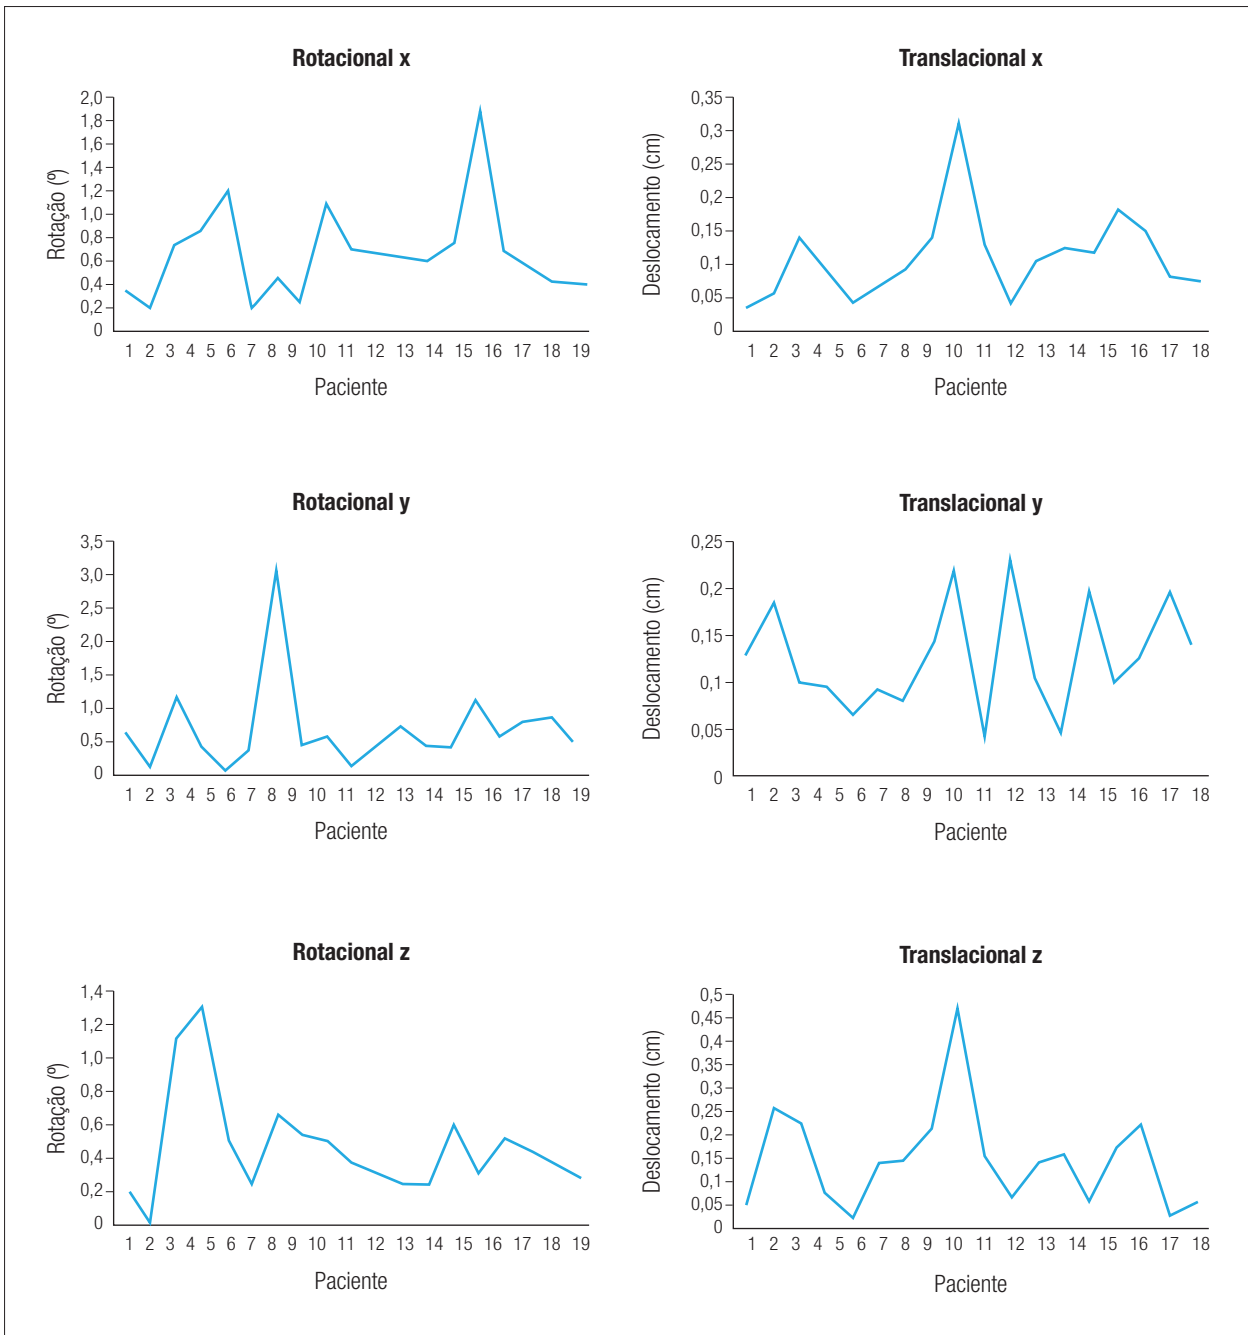 Rotacional x
Rotação (º)
2,0
1,8
1,6
1,4
1,2
1,0
0,8
0,6
0,4
0,2
0
1 2 3 4 5 6 7 8 9 10 11 12 13 14 15 16 17 18 19
Paciente
Translacional x
Deslocamento (cm)
0,35
0,3
0,25
0,2
0,15
0,1
0,05
0
1 2 3 4 5 6 7 8 9 10 11 12 13 14 15 16 17 18
Paciente
Rotacional y
Rotação (º)
3,5
3,0
2,5
2,0
1,5
1,0
0,5
0
1 2 3 4 5 6 7 8 9 10 11 12 13 14 15 16 17 18 19
Paciente
Translacional y
Deslocamento (cm)
0,25
0,2
0,15
0,1
0,05
0
1 2 3 4 5 6 7 8 9 10 11 12 13 14 15 16 17 18
Paciente
Rotacional z
Rotação (º)
1,4
1,2
1,0
0,8
0,6
0,4
0,2
0
1 2 3 4 5 6 7 8 9 10 11 12 13 14 15 16 17 18 19
Paciente
Translacional z
Deslocamento (cm)
0,5
0,45
0,4
0,35
0,3
0,25
0,2
0,15
0,1
0,05
0
1 2 3 4 5 6 7 8 9 10 11 12 13 14 15 16 17 18
Paciente